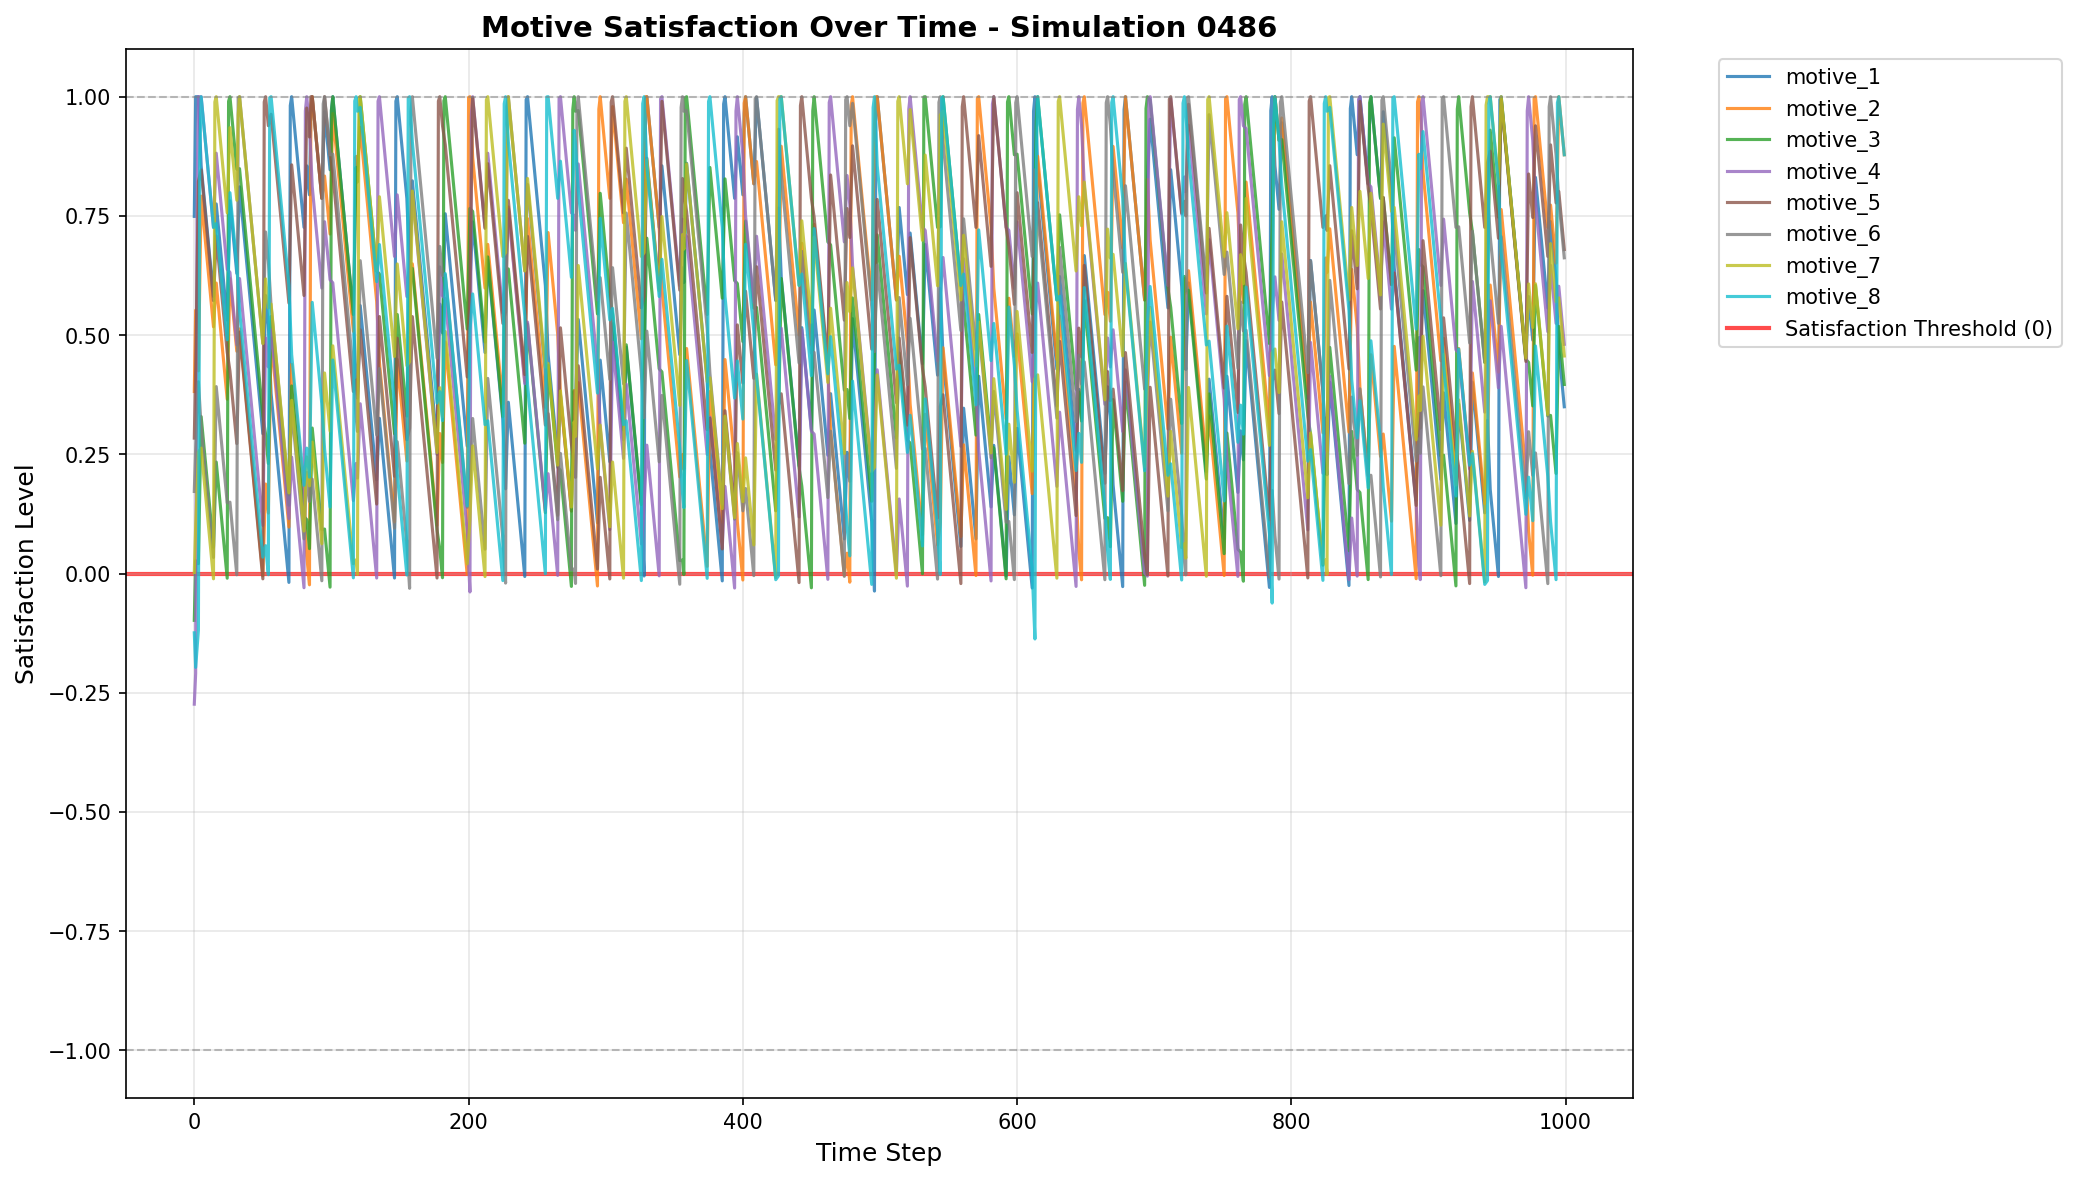 Motive Satisfaction Over Time - Simulation 0486
1.00
0.75
0.50
0.25
0.00
−0.25
−0.50
−0.75
−1.00
Satisfaction Level
0 200 400 600 800 1000
Time Step
motive_1
motive_2
motive_3
motive_4
motive_5
motive_6
motive_7
motive_8
Satisfaction Threshold (0)